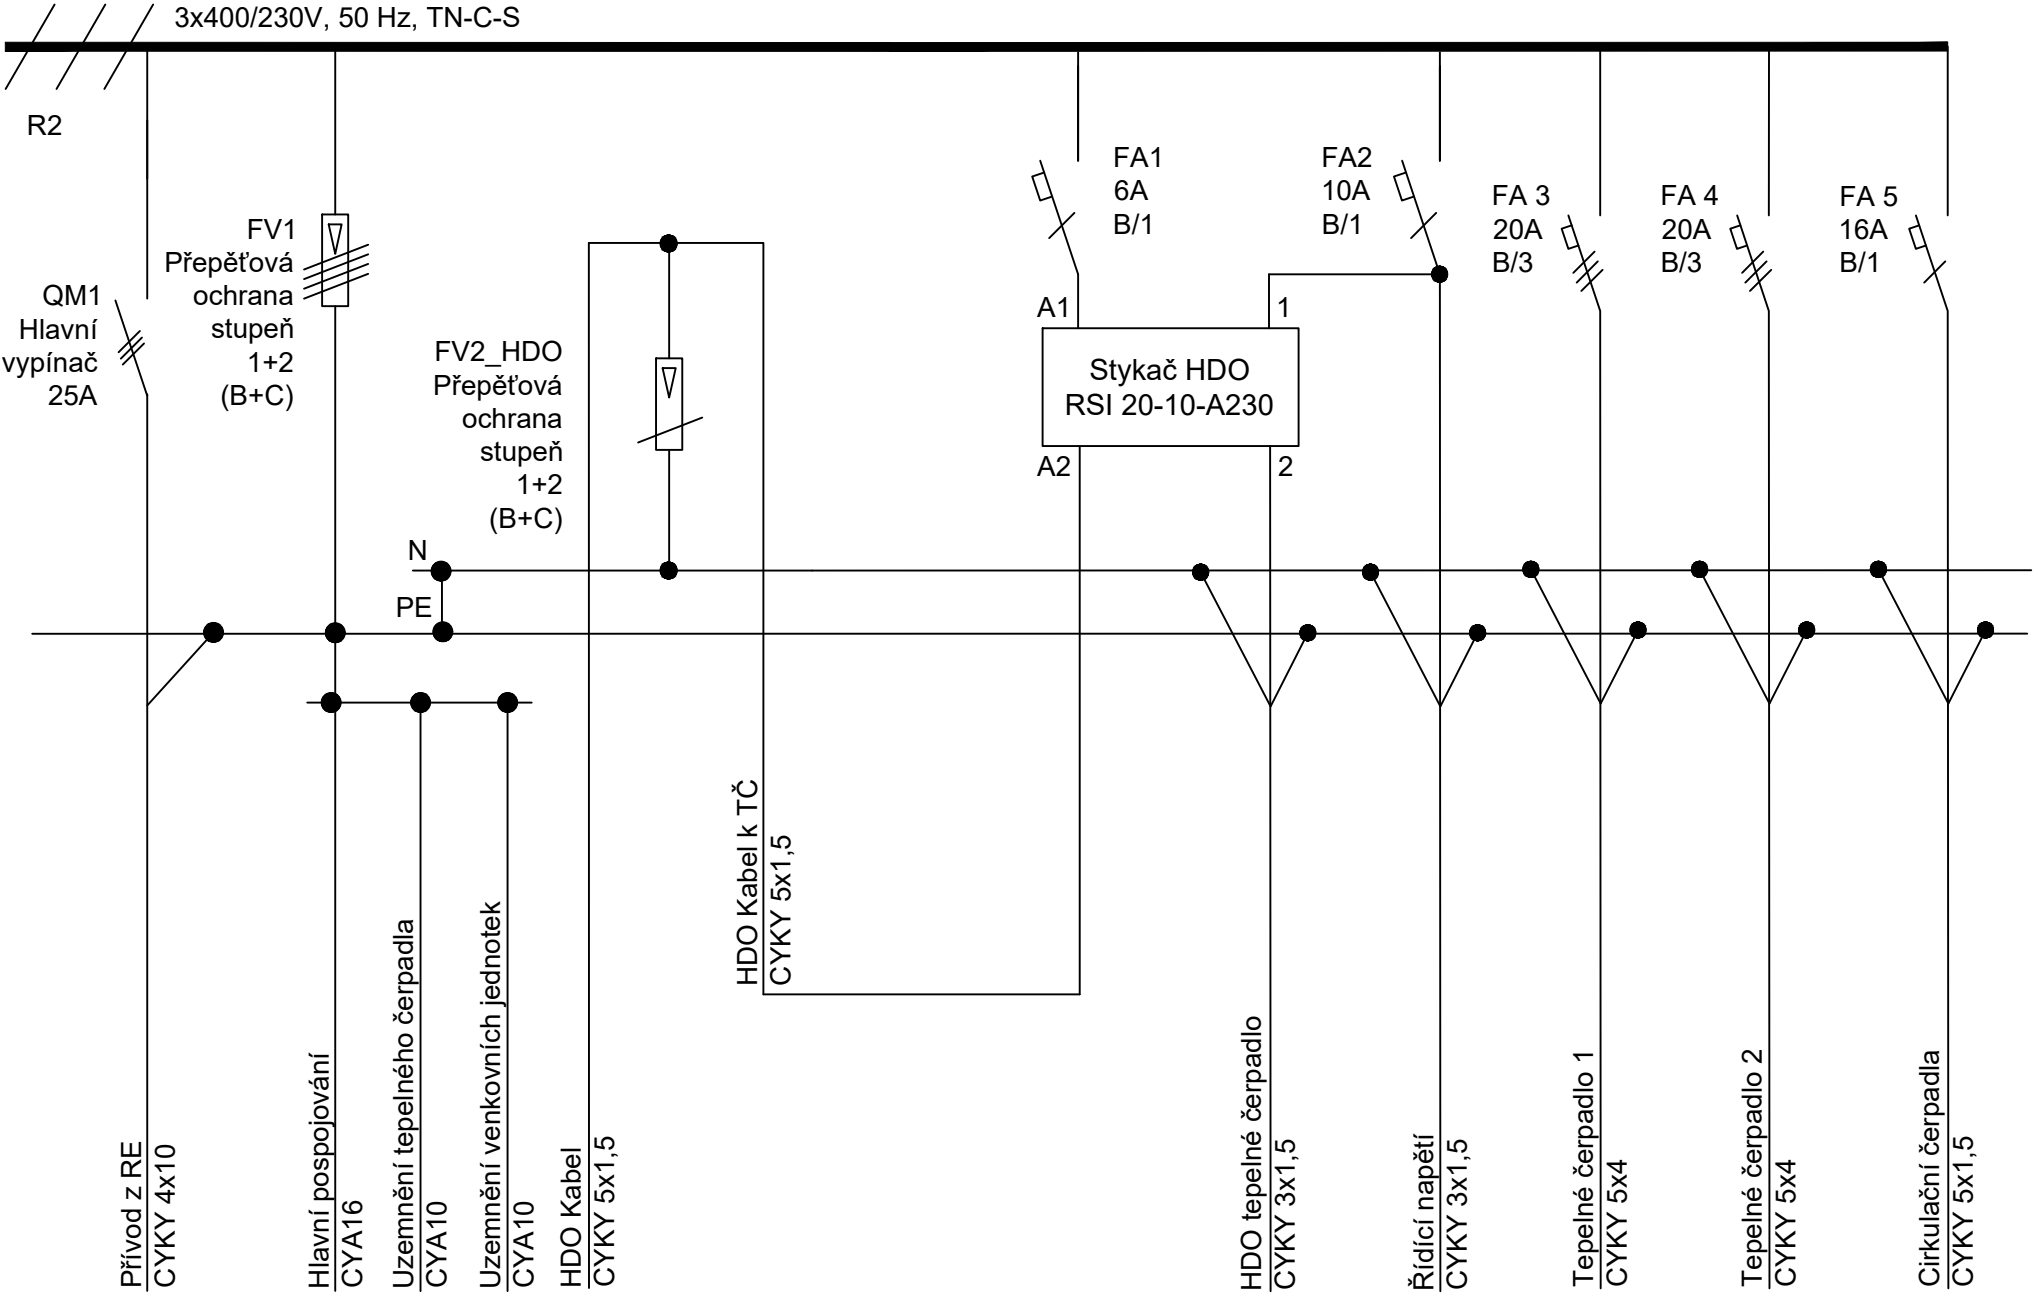 3x400/230V, 50 Hz, TN-C-S
R2
QM1
Hlavní
vypínač
25A
FV1
Přepěťová
ochrana
stupeň
1+2
(B+C)
FV2_HDO
Přepěťová
ochrana
stupeň
1+2
(B+C)
FA1
6A
B/1
FA2
10A
B/1
FA 3
20A
B/3
FA 4
20A
B/3
FA 5
16A
B/1
A1
1
Stykač HDO
RSI 20-10-A230
A2
2
N
PE
Přívod z RE
CYKY 4x10
Hlavní pospojování
CYA16
Uzemnění tepelného čerpadla
CYA10
Uzemnění venkovních jednotek
CYA10
HDO Kabel
CYKY 5x1,5
HDO Kabel k TČ
CYKY 5x1,5
HDO tepelné čerpadlo
CYKY 3x1,5
Řídící napětí
CYKY 3x1,5
Tepelné čerpadlo 1
CYKY 5x4
Tepelné čerpadlo 2
CYKY 5x4
Cirkulační čerpadla
CYKY 5x1,5